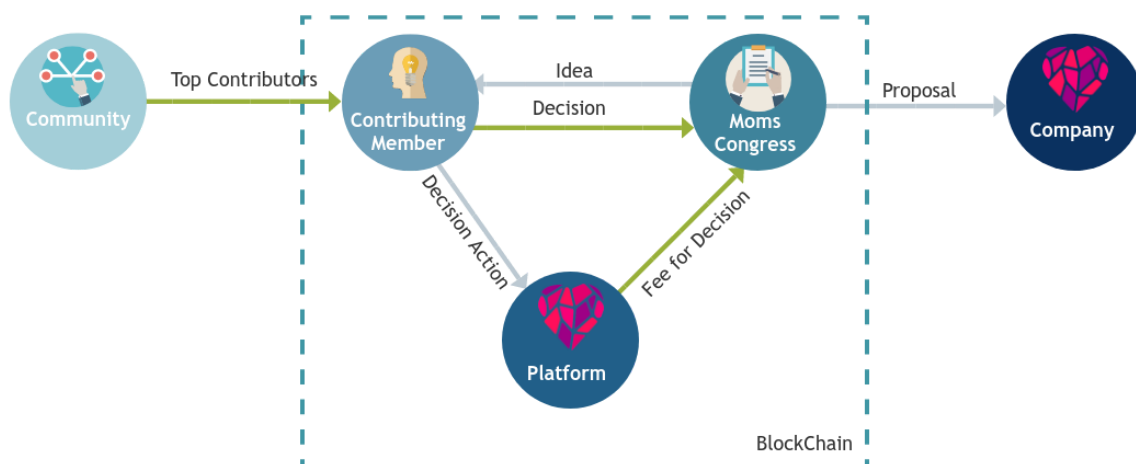 Community
Top Contributors
Contributing
Member
Idea
Decision
Moms
Congress
Proposal
Company
Decision Action
Fee for Decision
Platform
BlockChain